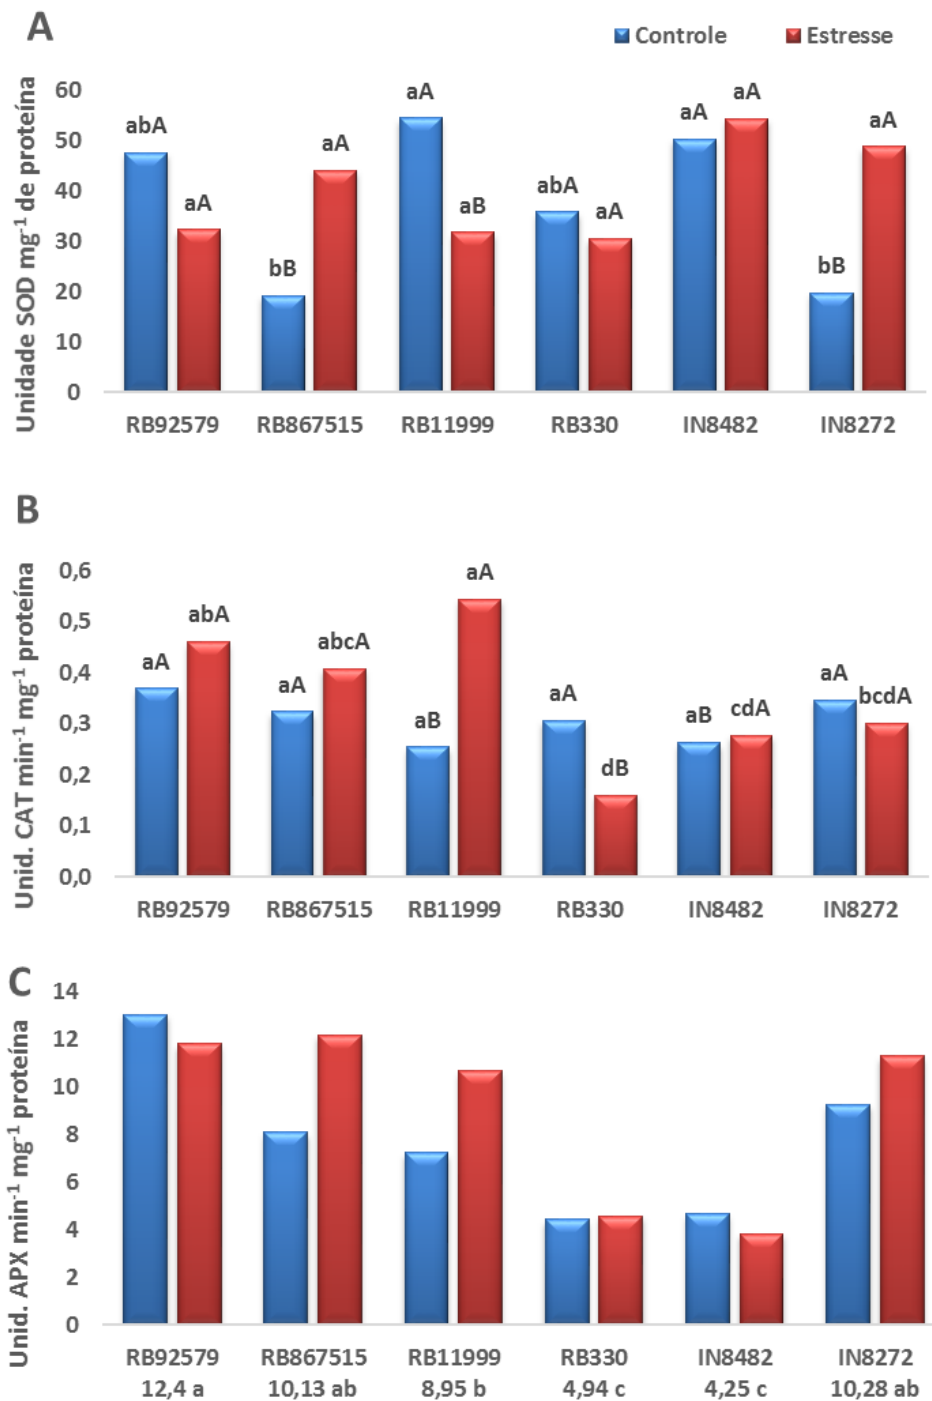 A
Controle Estresse
Unidade SOD mg⁻¹ de proteína
60
50
40
30
20
10
0
abA aA bB aA aA aB abA aA aA aA bB aA
RB92579 RB867515 RB11999 RB330 IN8482 IN8272
B
Unid. CAT min⁻¹ mg⁻¹ proteína
0,6
0,5
0,4
0,3
0,2
0,1
0,0
aA abA aA abcA aB aA aA dB aB cdA aA bcdA
RB92579 RB867515 RB11999 RB330 IN8482 IN8272
C
Unid. APX min⁻¹ mg⁻¹ proteína
14
12
10
8
6
4
2
0
RB92579 RB867515 RB11999 RB330 IN8482 IN8272
12,4 a 10,13 ab 8,95 b 4,94 c 4,25 c 10,28 ab